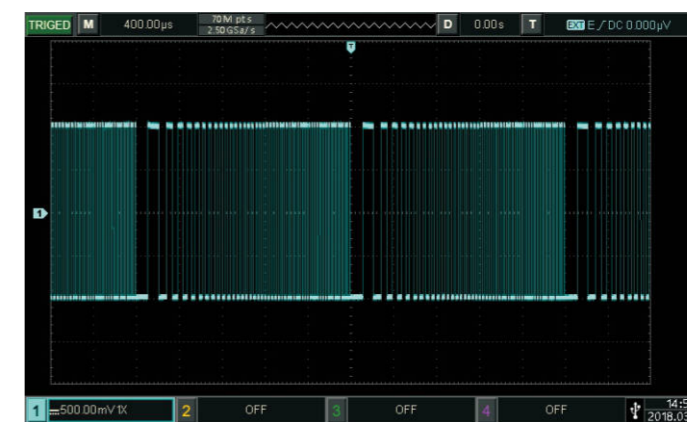 TRIGED M 400.00μs 70M pts D 0.00s T EXT E DC 0.000μV
2.50GSa/s
T
1
1 500.00mV 1X 2 OFF 3 OFF 4 OFF 14:5
2018.03